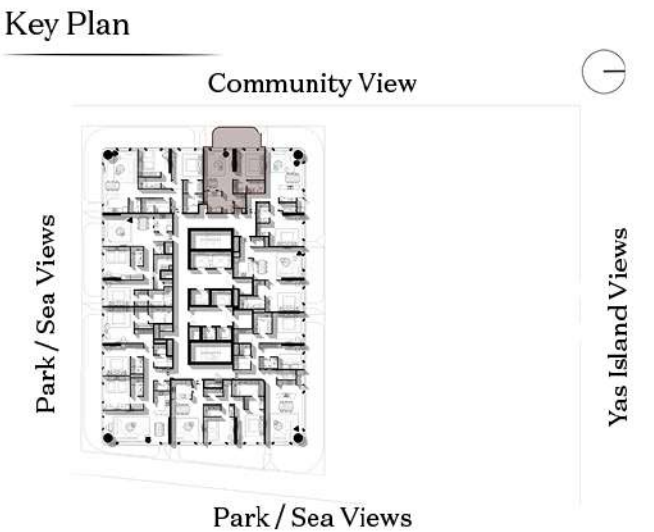 Key Plan
Community View
Park / Sea Views
Yas Island Views
Park / Sea Views